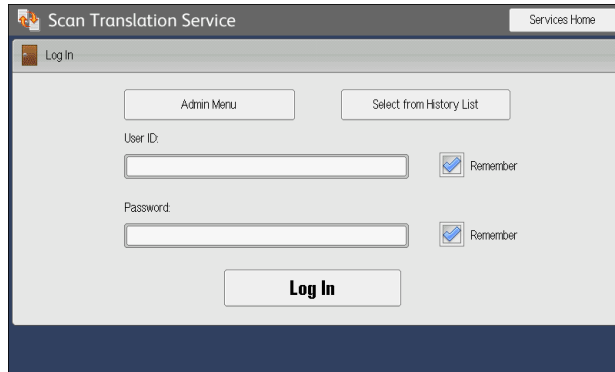 Scan Translation Service
Services Home
Log In
Admin Menu
Select from History List
User ID:
Remember
Password:
Remember
Log In